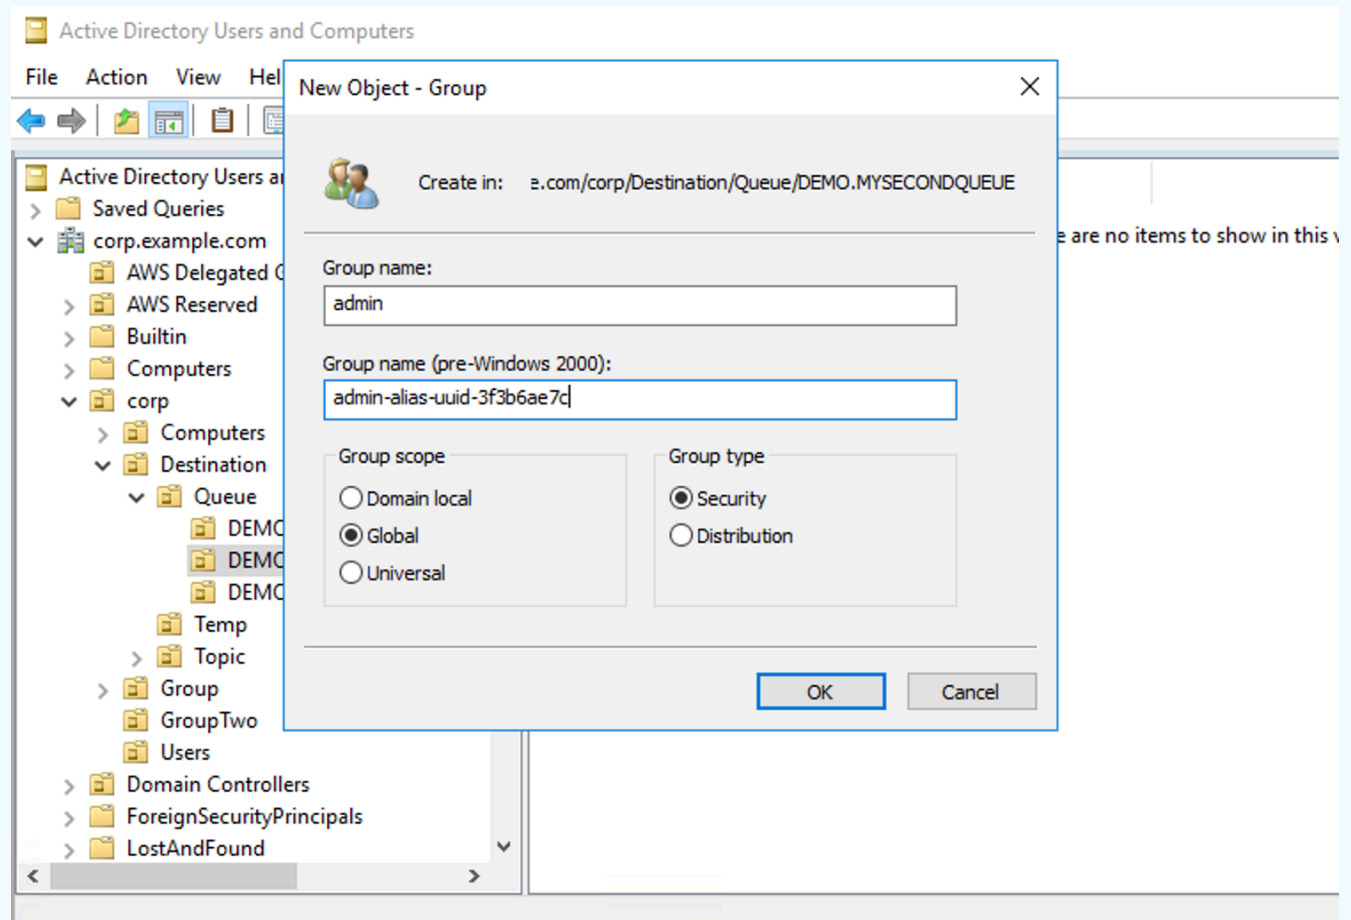 Active Directory Users and Computers
File Action View Hel
New Object - Group
Create in: e.com/corp/Destination/Queue/DEMO.MYSECONDQUEUE
Group name:
admin
Group name (pre-Windows 2000):
admin-alias-uuid-3f3b6ae7c
Group scope
Domain local
Global
Universal
Group type
Security
Distribution
OK Cancel
Active Directory Users a
Saved Queries
corp.example.com
AWS Delegated
AWS Reserved
Builtin
Computers
corp
Computers
Destination
Queue
DEMO
DEMO
DEMO
Temp
Topic
Group
GroupTwo
Users
Domain Controllers
ForeignSecurityPrincipals
LostAndFound
e are no items to show in this v